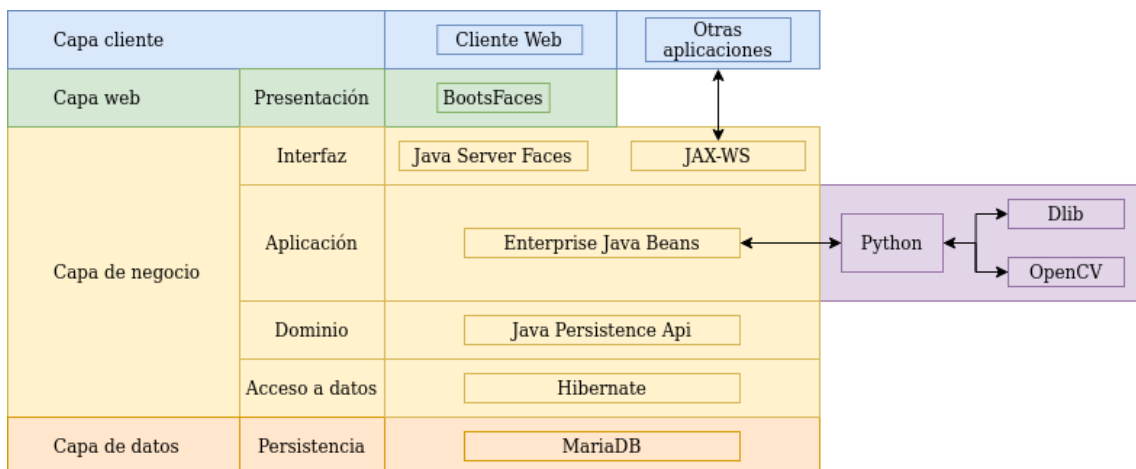 Capa cliente
Cliente Web
Otras
aplicaciones
Capa web
Presentación
BootsFaces
Interfaz
Java Server Faces
JAX-WS
Capa de negocio
Aplicación
Enterprise Java Beans
Python
Dlib
OpenCV
Dominio
Java Persistence Api
Acceso a datos
Hibernate
Capa de datos
Persistencia
MariaDB